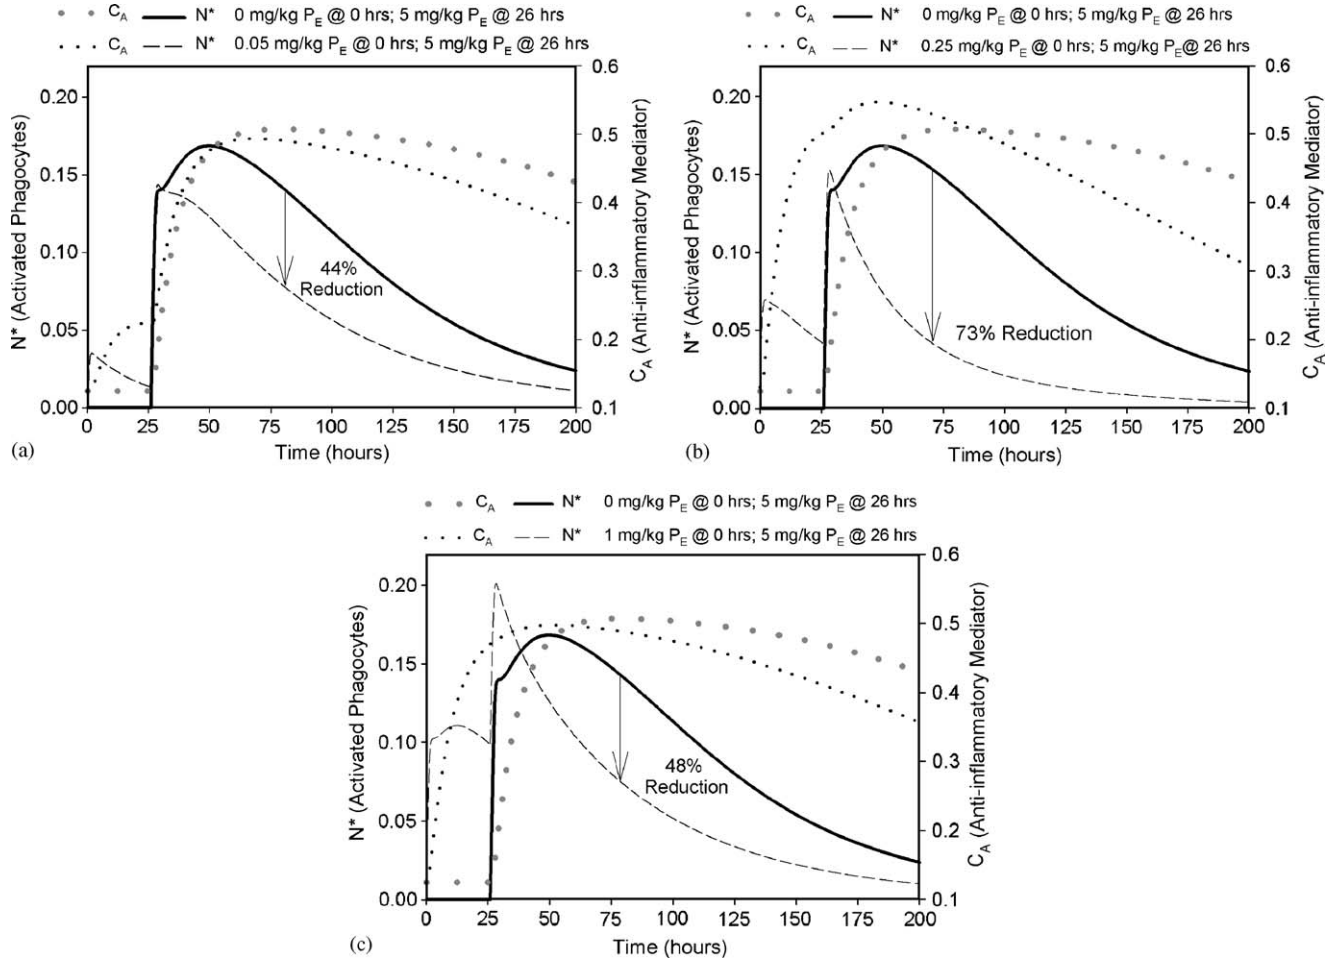 C_A N* 0 mg/kg P_E @ 0 hrs; 5 mg/kg P_E @ 26 hrs
C_A N* 0.05 mg/kg P_E @ 0 hrs; 5 mg/kg P_E @ 26 hrs
N* (Activated Phagocytes)
0.20
0.15
0.10
0.05
0.00
44%
Reduction
0.6
0.5
0.4
0.3
0.2
0.1
C_A (Anti-inflammatory Mediator)
0 25 50 75 100 125 150 175 200
Time (hours)
(a)
C_A N* 0 mg/kg P_E @ 0 hrs; 5 mg/kg P_E @ 26 hrs
C_A N* 0.25 mg/kg P_E @ 0 hrs; 5 mg/kg P_E @ 26 hrs
N* (Activated Phagocytes)
0.20
0.15
0.10
0.05
0.00
73% Reduction
0.6
0.5
0.4
0.3
0.2
0.1
C_A (Anti-inflammatory Mediator)
0 25 50 75 100 125 150 175 200
Time (hours)
(b)
C_A N* 0 mg/kg P_E @ 0 hrs; 5 mg/kg P_E @ 26 hrs
C_A N* 1 mg/kg P_E @ 0 hrs; 5 mg/kg P_E @ 26 hrs
N* (Activated Phagocytes)
0.20
0.15
0.10
0.05
0.00
48%
Reduction
0.6
0.5
0.4
0.3
0.2
0.1
C_A (Anti-inflammatory Mediator)
0 25 50 75 100 125 150 175 200
Time (hours)
(c)